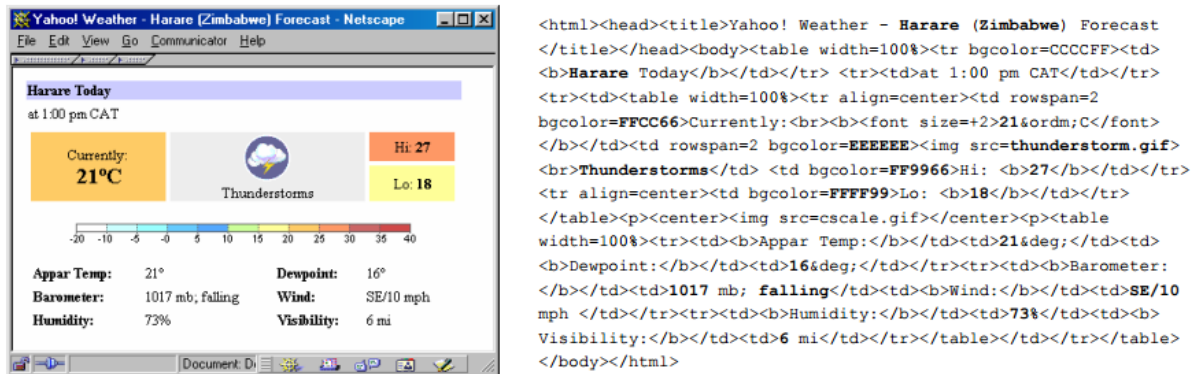 Yahoo! Weather - Harare (Zimbabwe) Forecast - Netscape
File Edit View Go Communicator Help
Harare Today
at 1:00 pm CAT
Currently:
21ºC
Thunderstorms
Hi: 27
Lo: 18
-20 -10 -5 -0 5 10 15 20 25 30 35 40
Appar Temp: 21° Dewpoint: 16°
Barometer: 1017 mb; falling Wind: SE/10 mph
Humidity: 73% Visibility: 6 mi
Document: D
<html><head><title>Yahoo! Weather - Harare (Zimbabwe) Forecast
</title></head><body><table width=100%><tr bgcolor=CCCCFF><td>
<b>Harare Today</b></td></tr> <tr><td>at 1:00 pm CAT</td></tr>
<tr><td><table width=100%><tr align=center><td rowspan=2
bgcolor=FFCC66>Currently:<br><b><font size=+2>21&ordm;C</font>
</b></td><td rowspan=2 bgcolor=EEEEEE><img src=thunderstorm.gif>
<br>Thunderstorms</td> <td bgcolor=FF9966>Hi: <b>27</b></td></tr>
<tr align=center><td bgcolor=FFFF99>Lo: <b>18</b></td></tr>
</table><p><center><img src=cscale.gif></center><p><table
width=100%><tr><td><b>Appar Temp:</b></td><td>21&deg;</td><td>
<b>Dewpoint:</b></td><td>16&deg;</td></tr><tr><td><b>Barometer:
</b></td><td>1017 mb; falling</td><td><b>Wind:</b></td><td>SE/10
mph </td></tr><tr><td><b>Humidity:</b></td><td>73%</td><td><b>
Visibility:</b></td><td>6 mi</td></tr></table></td></tr></table>
</body></html>